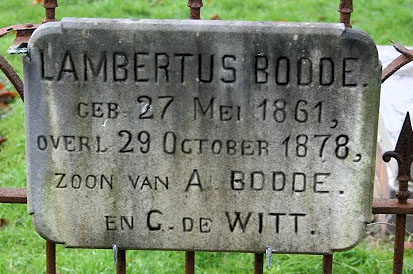 LAMBERTUS BODDE.
GEB 27 MEI 1861,
OVERL 29 OCTOBER 1878,
ZOON VAN A. BODDE.
EN G. DE WITT.